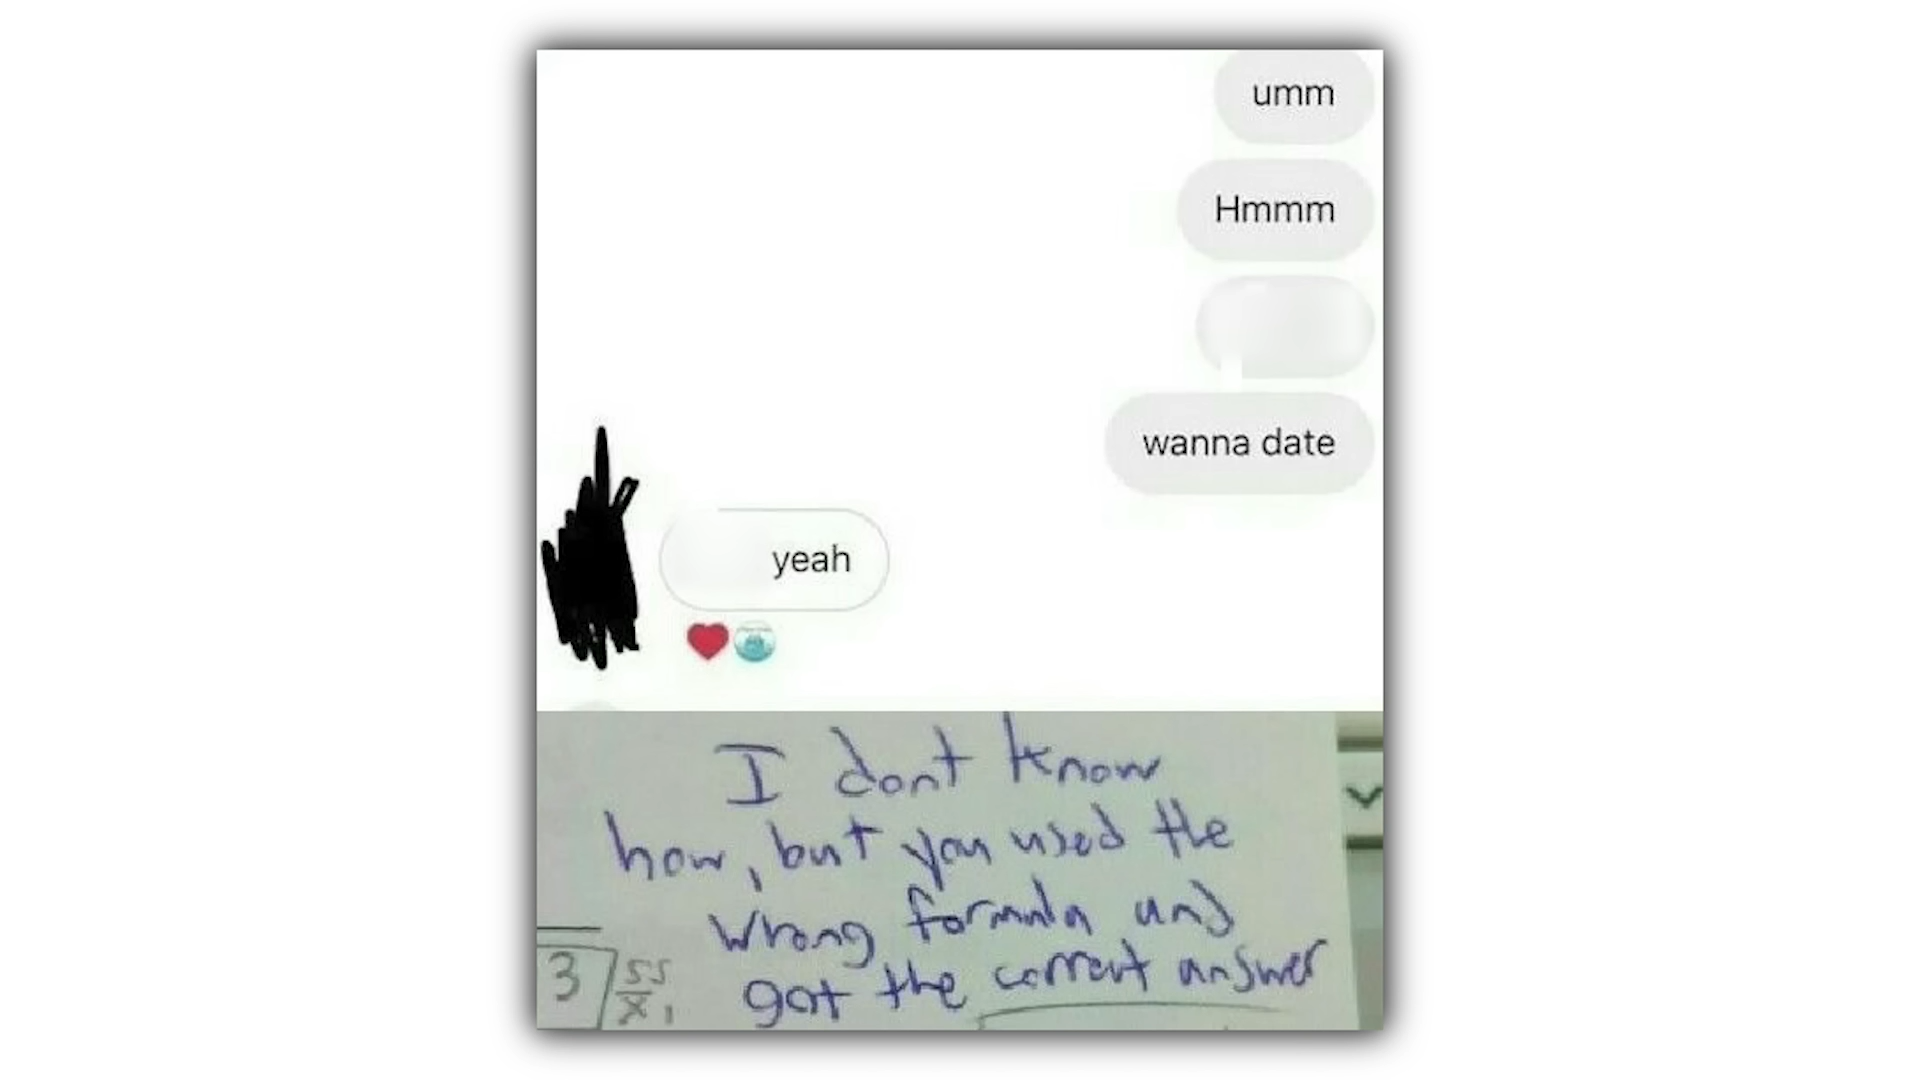 umm
Hmmm
wanna date
yeah
I dont know
how, but you used the
wrong formula and
got the correct answer
3